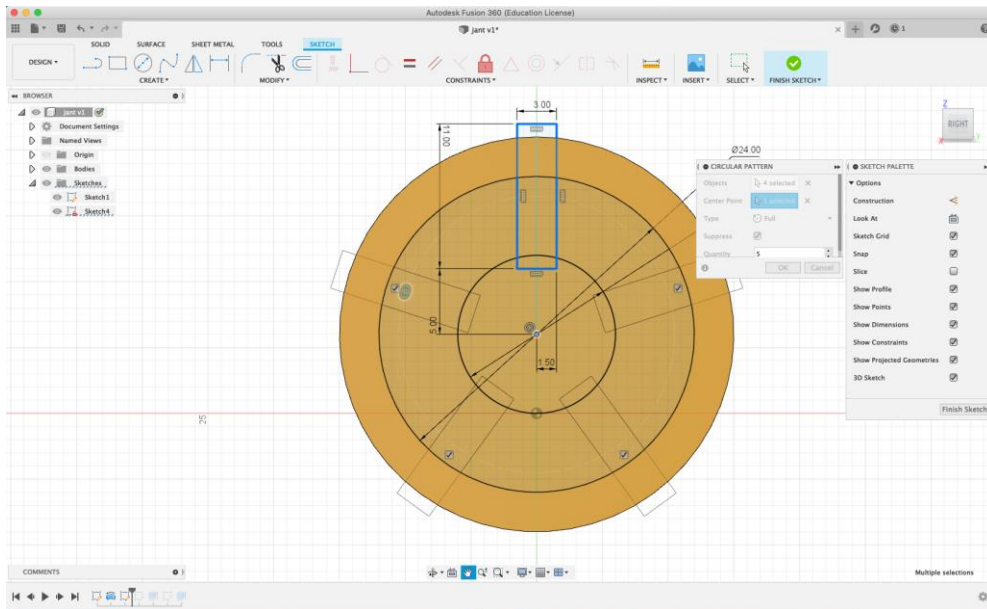 Autodesk Fusion 360 (Education License)
jant v1*
1
SOLID SURFACE SHEET METAL TOOLS SKETCH
DESIGN
CREATE MODIFY CONSTRAINTS INSPECT INSERT SELECT FINISH SKETCH
BROWSER
jant v1
Document Settings
Named Views
Origin
Bodies
Sketches
Sketch1
Sketch4
3.00
11.00
Ø24.00
5.00
1.50
25
Z
RIGHT
CIRCULAR PATTERN
Objects 4 selected
Center Point 1 selected
Type Full
Suppress
Quantity 5
OK Cancel
SKETCH PALETTE
Options
Construction
Look At
Sketch Grid
Snap
Slice
Show Profile
Show Points
Show Dimensions
Show Constraints
Show Projected Geometries
3D Sketch
Finish Sketch
COMMENTS
Multiple selections